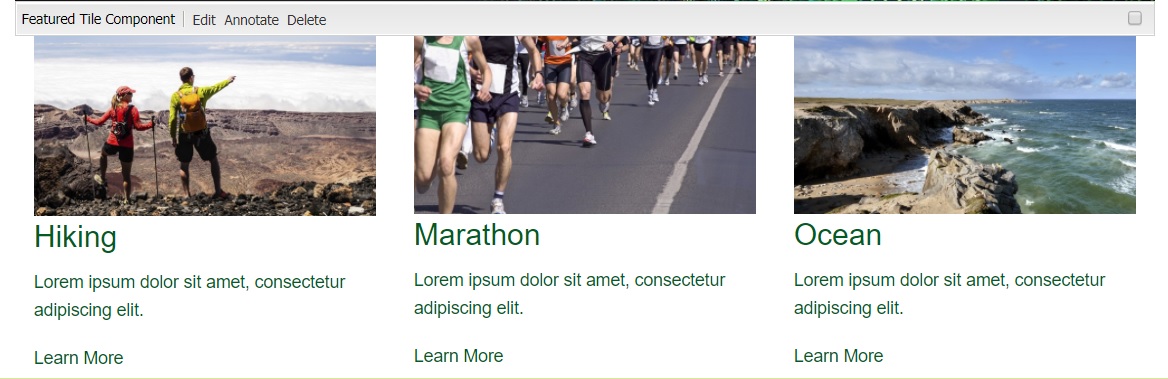 Featured Tile Component Edit Annotate Delete
Hiking
Lorem ipsum dolor sit amet, consectetur
adipiscing elit.
Learn More
Marathon
Lorem ipsum dolor sit amet, consectetur
adipiscing elit.
Learn More
Ocean
Lorem ipsum dolor sit amet, consectetur
adipiscing elit.
Learn More